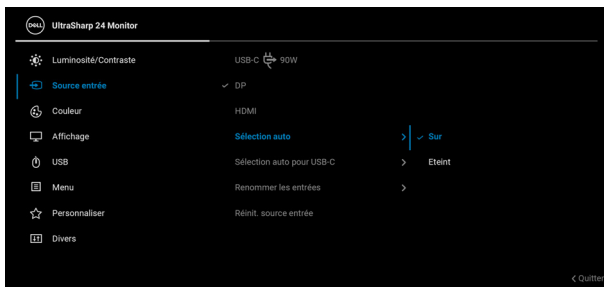 DELL UltraSharp 24 Monitor
Luminosité/Contraste
Source entrée
Couleur
Affichage
USB
Menu
Personnaliser
Divers
USB-C 90W
DP
HDMI
Sélection auto
Sélection auto pour USB-C
Renommer les entrées
Réinit. source entrée
Sur
Eteint
Quitter